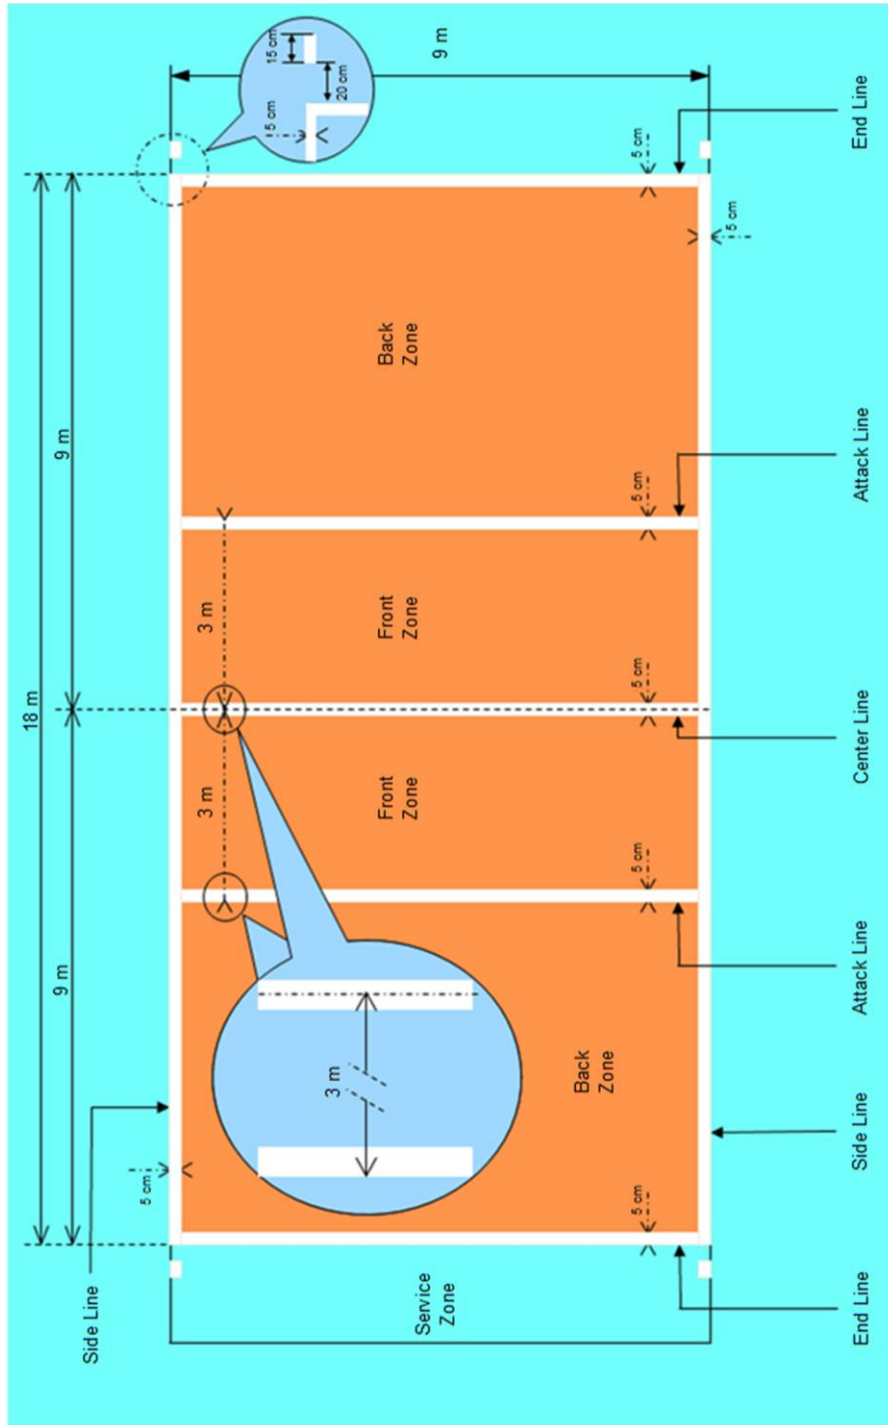 18 m
9 m
9 m
Side Line
5 cm
3 m
3 m
5 cm
15 cm
20 cm
3 m
Front
Zone
Front
Zone
Back
Zone
Service
Zone
9 m
Back
Zone
5 cm
5 cm
5 cm
5 cm
5 cm
5 cm
End Line
Side Line
Attack Line
Center Line
Attack Line
End Line